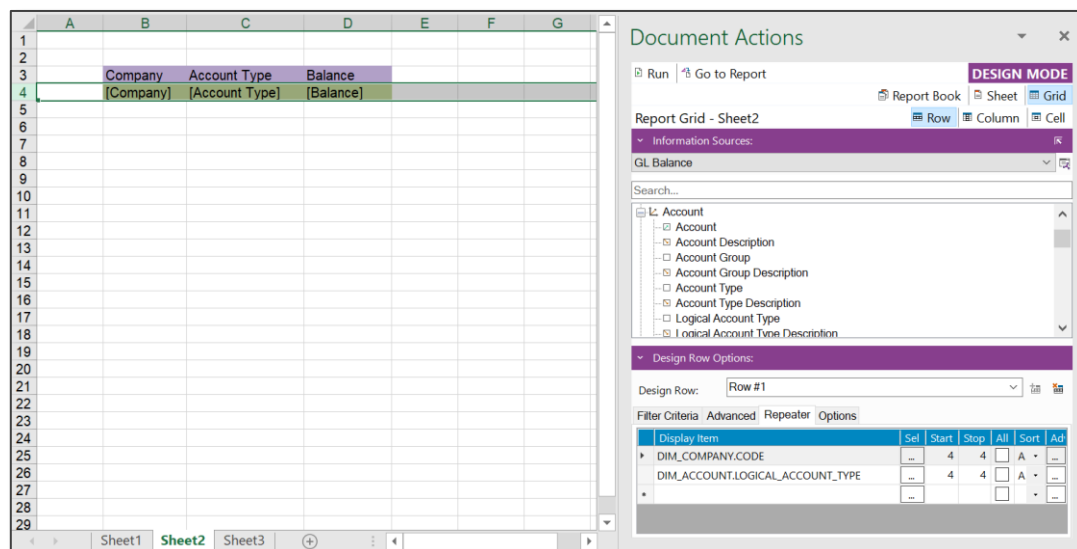 A B C D E F G
1
2
3 Company Account Type Balance
4 [Company] [Account Type] [Balance]
5
6
7
8
9
10
11
12
13
14
15
16
17
18
19
20
21
22
23
24
25
26
27
28
29
Sheet1 Sheet2 Sheet3
Document Actions
Run Go to Report DESIGN MODE
Report Book Sheet Grid
Report Grid - Sheet2 Row Column Cell
Information Sources:
GL Balance
Search...
Account
Account
Account Description
Account Group
Account Group Description
Account Type
Account Type Description
Logical Account Type
Logical Account Type Description
Design Row Options:
Design Row: Row #1
Filter Criteria Advanced Repeater Options
Display Item Sel Start Stop All Sort Adv
DIM_COMPANY.CODE ... 4 4 A ...
DIM_ACCOUNT.LOGICAL_ACCOUNT_TYPE ... 4 4 A ...
* ... ...